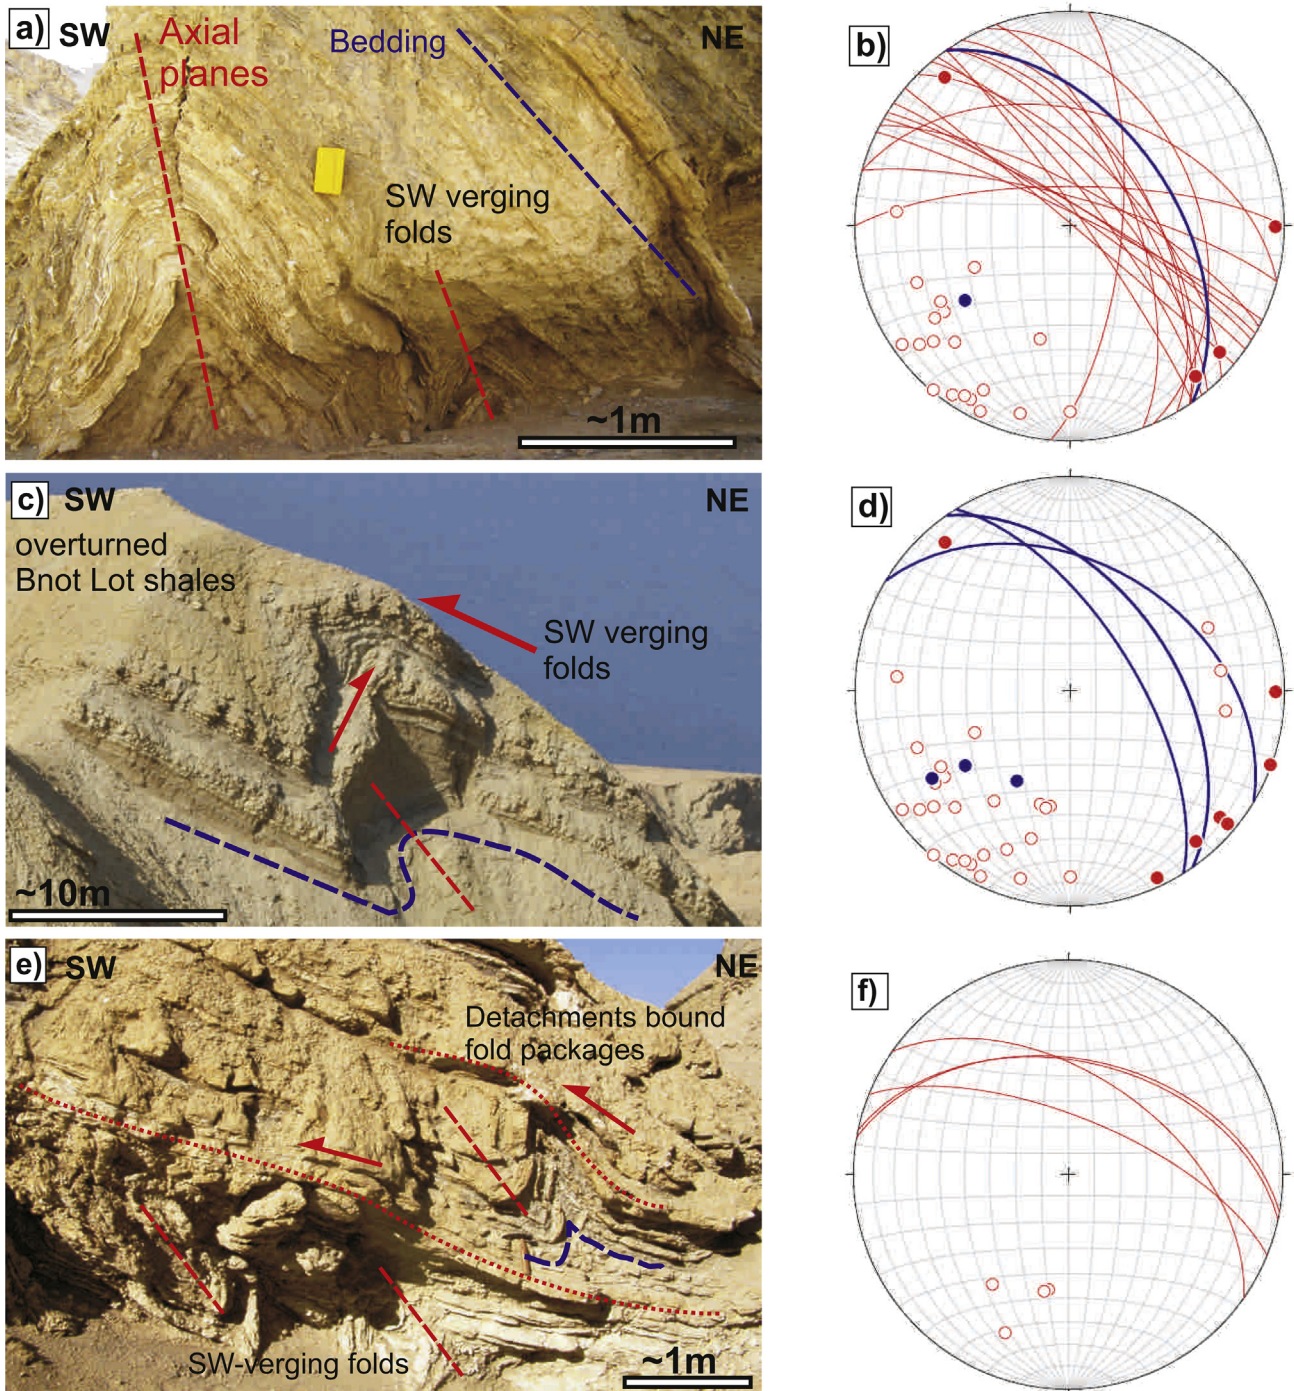 a)
SW
Axial
planes
Bedding
NE
SW verging
folds
~1m
b)
c)
SW
NE
overturned
Bnot Lot shales
SW verging
folds
~10m
d)
e)
SW
NE
Detachments bound
fold packages
SW-verging folds
~1m
f)